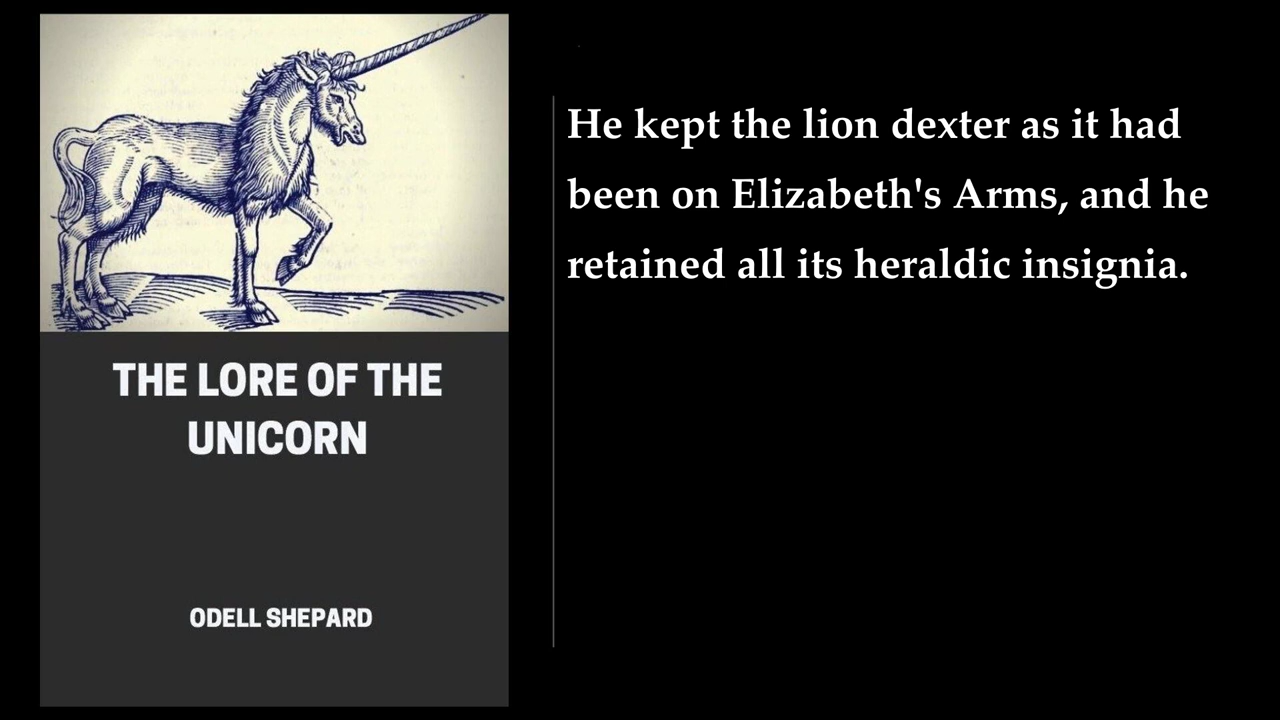 THE LORE OF THE
UNICORN
ODELL SHEPARD
He kept the lion dexter as it had
been on Elizabeth's Arms, and he
retained all its heraldic insignia.